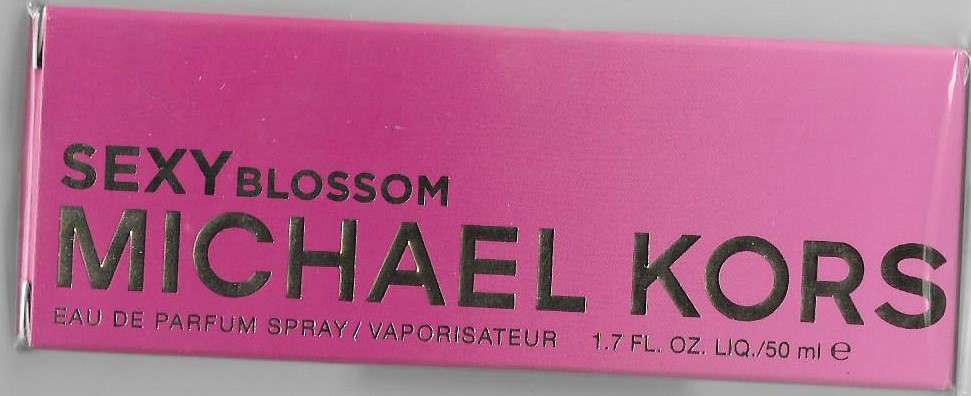 SEXY BLOSSOM
MICHAEL KORS
EAU DE PARFUM SPRAY/VAPORISATEUR 1.7 FL. OZ. LIQ./50 ml ℮